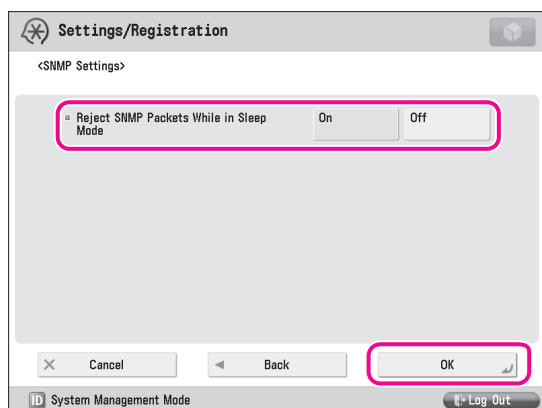 Settings/Registration
<SNMP Settings>
Reject SNMP Packets While in Sleep
Mode
On
Off
Cancel
Back
OK
ID System Management Mode
Log Out